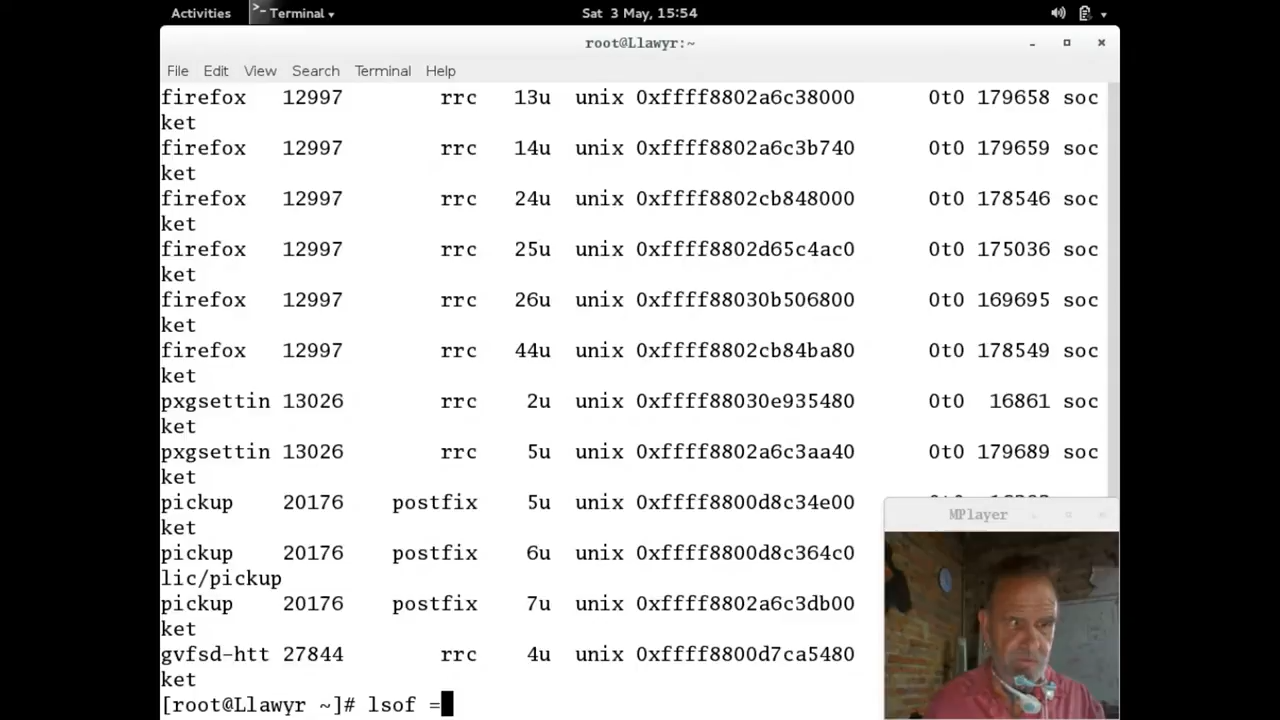 Activities
Terminal
Sat 3 May, 15:54
root@Llawyr:~
File Edit View Search Terminal Help
firefox 12997 rrc 13u unix 0xffff8802a6c38000 0t0 179658 soc
ket
firefox 12997 rrc 14u unix 0xffff8802a6c3b740 0t0 179659 soc
ket
firefox 12997 rrc 24u unix 0xffff8802cb848000 0t0 178546 soc
ket
firefox 12997 rrc 25u unix 0xffff8802d65c4ac0 0t0 175036 soc
ket
firefox 12997 rrc 26u unix 0xffff88030b506800 0t0 169695 soc
ket
firefox 12997 rrc 44u unix 0xffff8802cb84ba80 0t0 178549 soc
ket
pxgsettin 13026 rrc 2u unix 0xffff88030e935480 0t0 16861 soc
ket
pxgsettin 13026 rrc 5u unix 0xffff8802a6c3aa40 0t0 179689 soc
ket
pickup 20176 postfix 5u unix 0xffff8800d8c34e00
ket
pickup 20176 postfix 6u unix 0xffff8800d8c364c0
lic/pickup
pickup 20176 postfix 7u unix 0xffff8802a6c3db00
ket
gvfsd-htt 27844 rrc 4u unix 0xffff8800d7ca5480
ket
[root@Llawyr ~]# lsof =
MPlayer